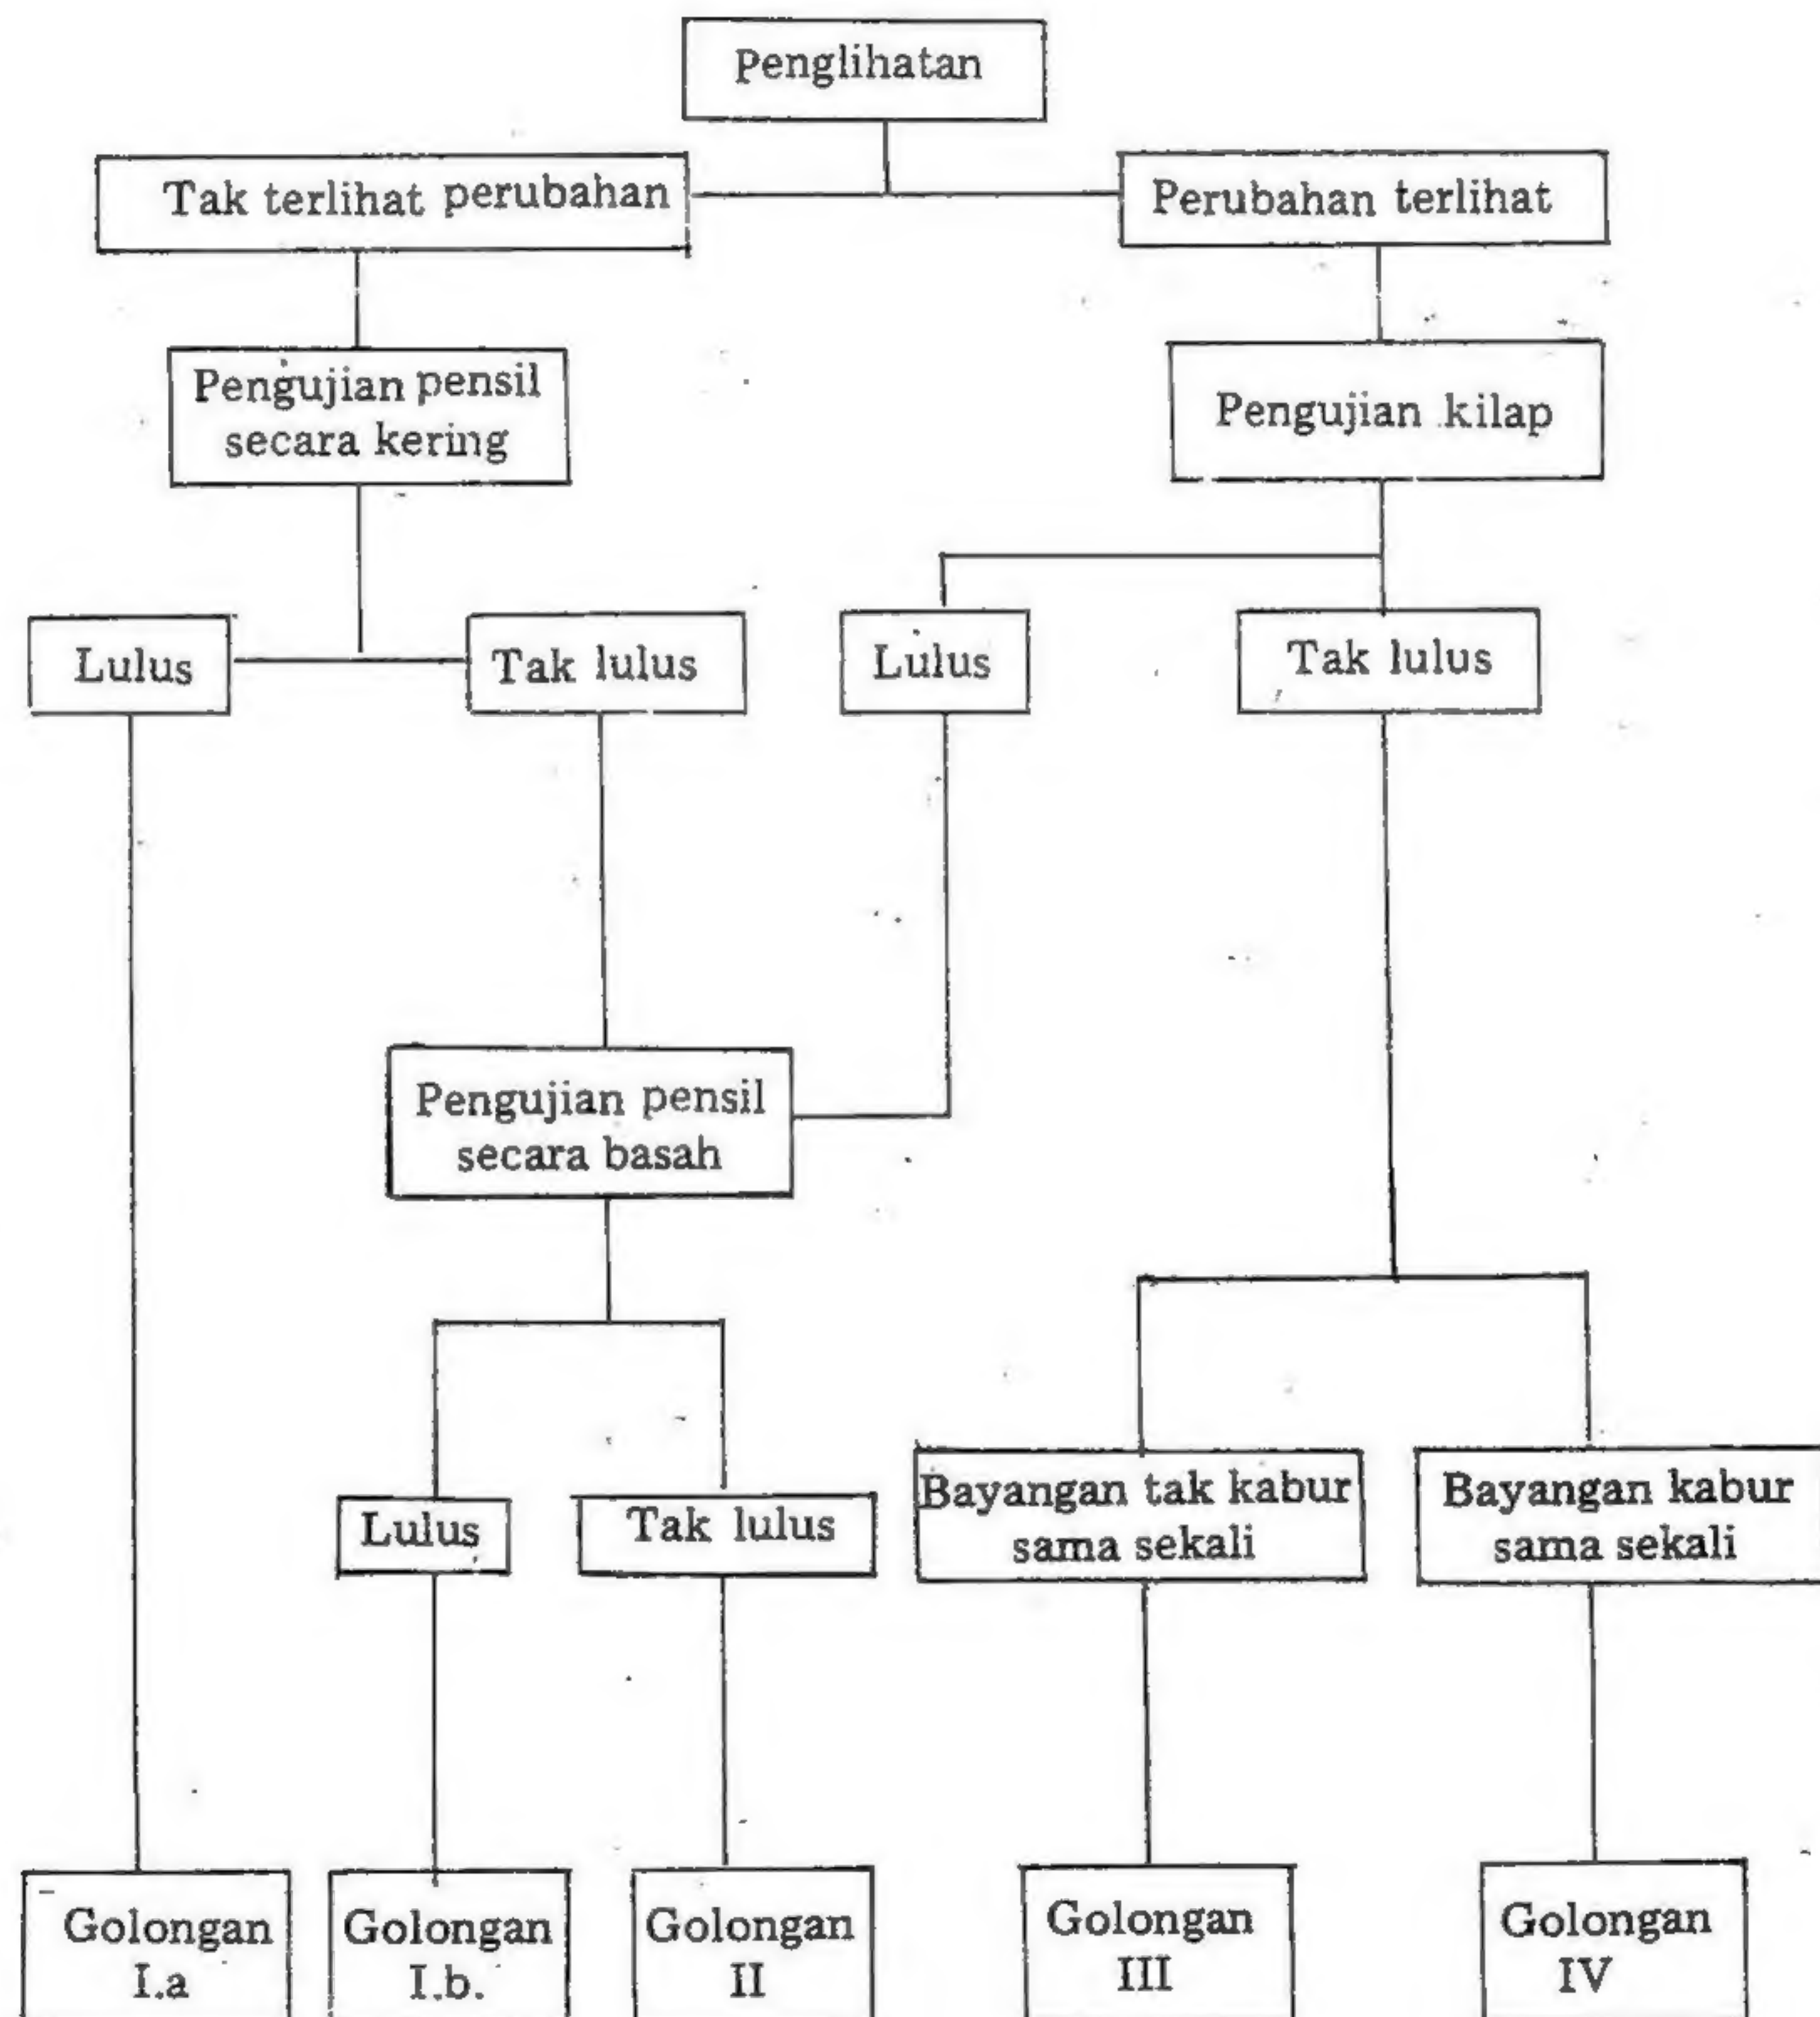 Penglihatan
Tak terlihat perubahan
Perubahan terlihat
Pengujian pensil
secara kering
Pengujian kilap
Lulus
Tak lulus
Lulus
Tak lulus
Pengujian pensil
secara basah
Lulus
Tak lulus
Bayangan tak kabur
sama sekali
Bayangan kabur
sama sekali
Golongan
I.a
Golongan
I.b.
Golongan
II
Golongan
III
Golongan
IV